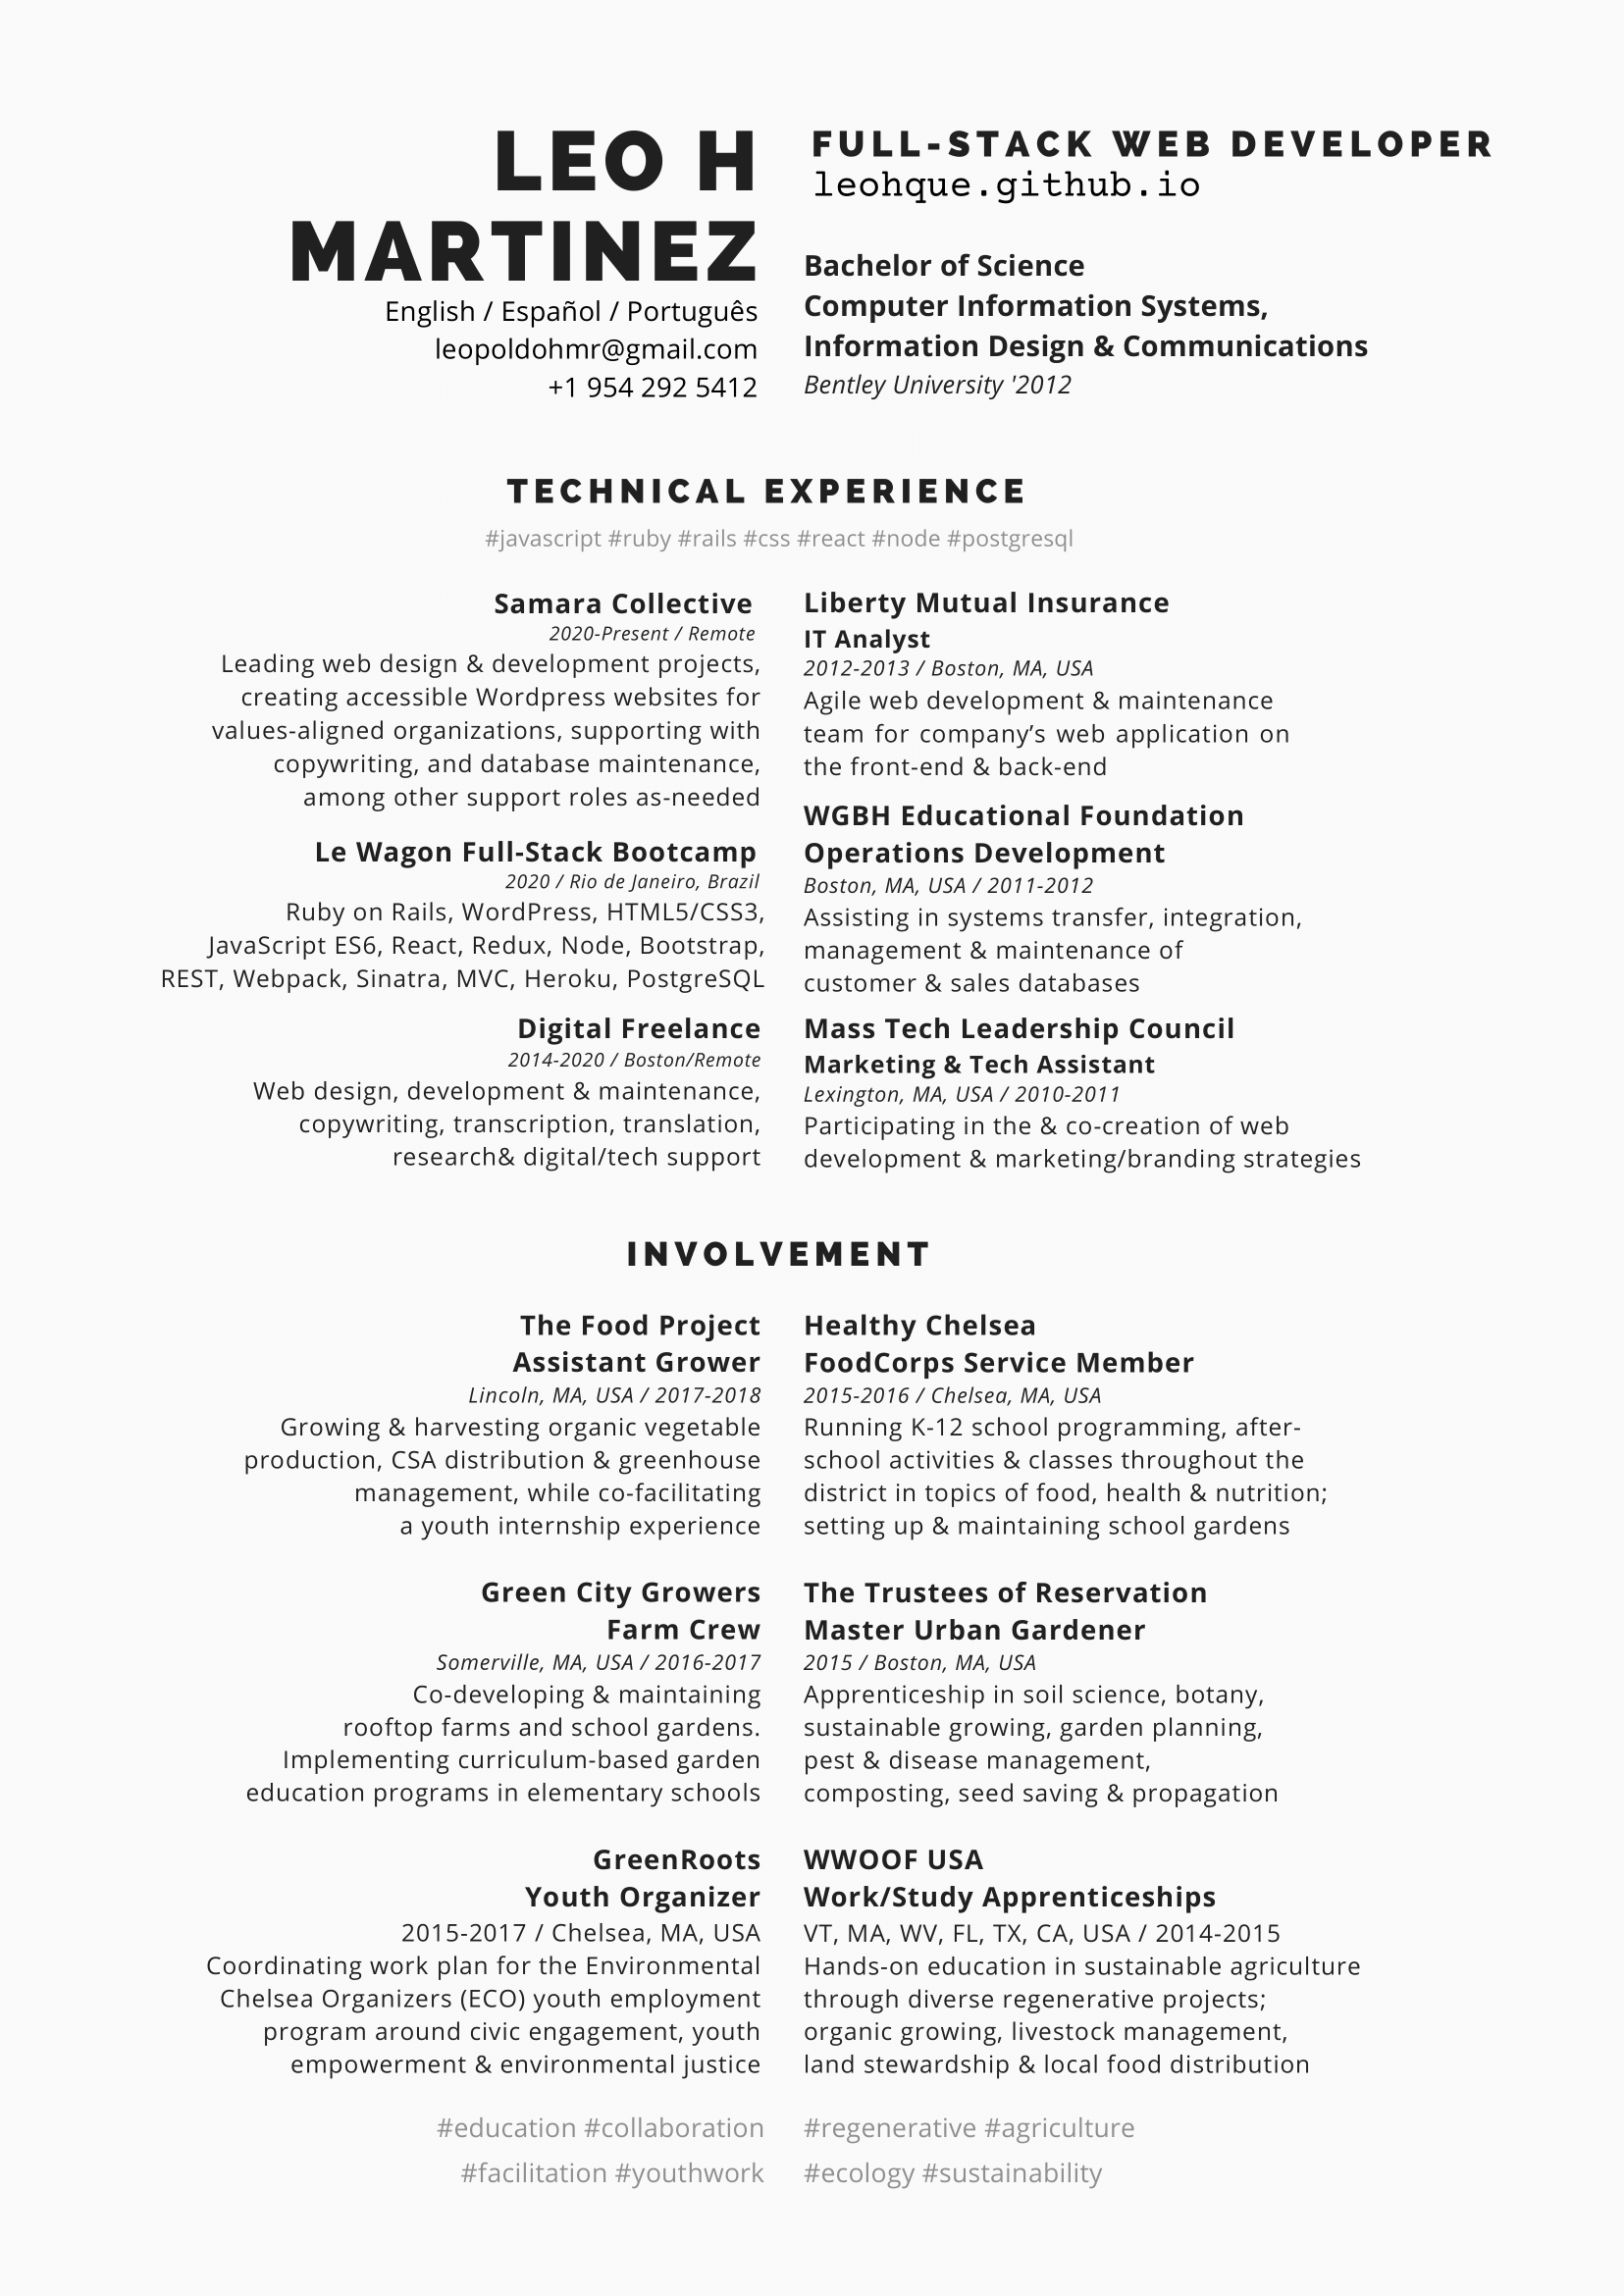 LEO H
MARTINEZ
English / Español / Português
leopoldohmr@gmail.com
+1 954 292 5412
FULL-STACK WEB DEVELOPER
leohque.github.io
Bachelor of Science
Computer Information Systems,
Information Design & Communications
Bentley University '2012
TECHNICAL EXPERIENCE
#javascript #ruby #rails #css #react #node #postgresql
Samara Collective
2020-Present / Remote
Leading web design & development projects,
creating accessible Wordpress websites for
values-aligned organizations, supporting with
copywriting, and database maintenance,
among other support roles as-needed
Le Wagon Full-Stack Bootcamp
2020 / Rio de Janeiro, Brazil
Ruby on Rails, WordPress, HTML5/CSS3,
JavaScript ES6, React, Redux, Node, Bootstrap,
REST, Webpack, Sinatra, MVC, Heroku, PostgreSQL
Digital Freelance
2014-2020 / Boston/Remote
Web design, development & maintenance,
copywriting, transcription, translation,
research& digital/tech support
Liberty Mutual Insurance
IT Analyst
2012-2013 / Boston, MA, USA
Agile web development & maintenance
team for company’s web application on
the front-end & back-end
WGBH Educational Foundation
Operations Development
Boston, MA, USA / 2011-2012
Assisting in systems transfer, integration,
management & maintenance of
customer & sales databases
Mass Tech Leadership Council
Marketing & Tech Assistant
Lexington, MA, USA / 2010-2011
Participating in the & co-creation of web
development & marketing/branding strategies
INVOLVEMENT
The Food Project
Assistant Grower
Lincoln, MA, USA / 2017-2018
Growing & harvesting organic vegetable
production, CSA distribution & greenhouse
management, while co-facilitating
a youth internship experience
Green City Growers
Farm Crew
Somerville, MA, USA / 2016-2017
Co-developing & maintaining
rooftop farms and school gardens.
Implementing curriculum-based garden
education programs in elementary schools
GreenRoots
Youth Organizer
2015-2017 / Chelsea, MA, USA
Coordinating work plan for the Environmental
Chelsea Organizers (ECO) youth employment
program around civic engagement, youth
empowerment & environmental justice
#education #collaboration
#facilitation #youthwork
Healthy Chelsea
FoodCorps Service Member
2015-2016 / Chelsea, MA, USA
Running K-12 school programming, after-
school activities & classes throughout the
district in topics of food, health & nutrition;
setting up & maintaining school gardens
The Trustees of Reservation
Master Urban Gardener
2015 / Boston, MA, USA
Apprenticeship in soil science, botany,
sustainable growing, garden planning,
pest & disease management,
composting, seed saving & propagation
WWOOF USA
Work/Study Apprenticeships
VT, MA, WV, FL, TX, CA, USA / 2014-2015
Hands-on education in sustainable agriculture
through diverse regenerative projects;
organic growing, livestock management,
land stewardship & local food distribution
#regenerative #agriculture
#ecology #sustainability